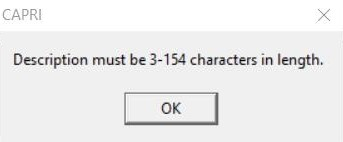 CAPRI
Description must be 3-154 characters in length.
OK